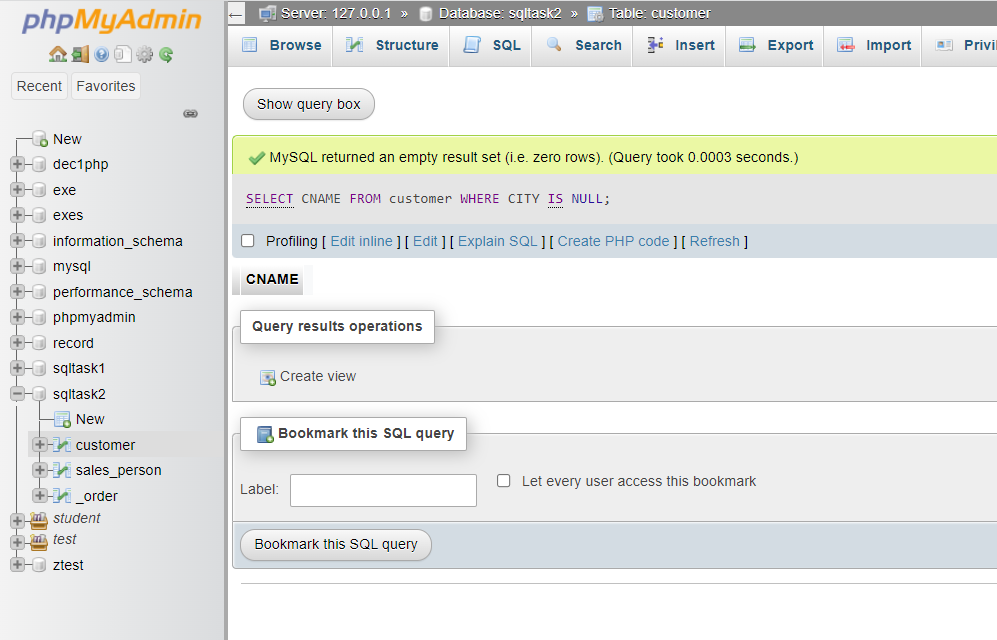 phpMyAdmin
Recent Favorites
New
dec1php
exe
exes
information_schema
mysql
performance_schema
phpmyadmin
record
sqltask1
sqltask2
New
customer
sales_person
_order
student
test
ztest
← Server: 127.0.0.1 » Database: sqltask2 » Table: customer
Browse Structure SQL Search Insert Export Import
Show query box
MySQL returned an empty result set (i.e. zero rows). (Query took 0.0003 seconds.)
SELECT CNAME FROM customer WHERE CITY IS NULL;
Profiling [ Edit inline ] [ Edit ] [ Explain SQL ] [ Create PHP code ] [ Refresh ]
CNAME
Query results operations
Create view
Bookmark this SQL query
Label:
Let every user access this bookmark
Bookmark this SQL query